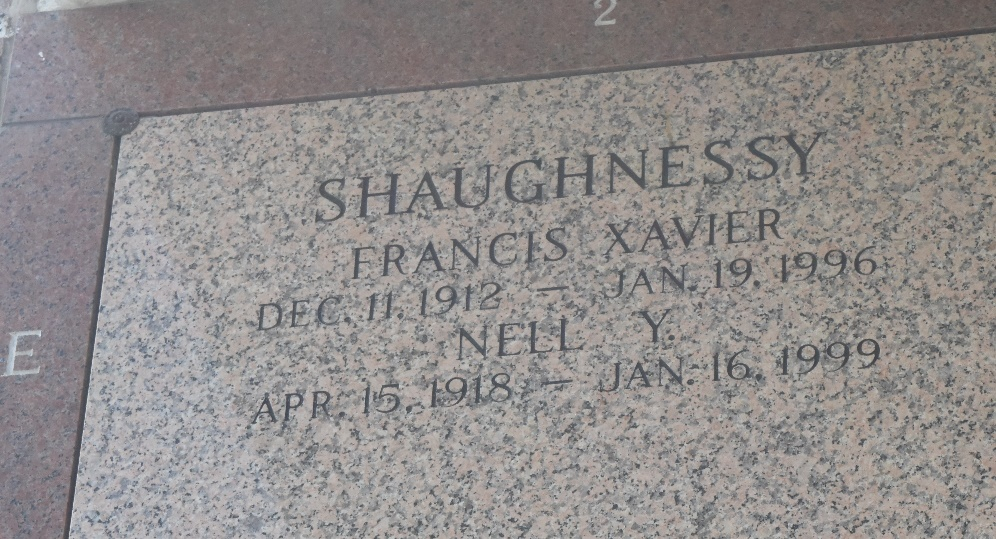 2
SHAUGHNESSY
FRANCIS XAVIER
DEC. 11. 1912 — JAN. 19. 1996
NELL Y.
E
APR. 15. 1918 — JAN. 16. 1999